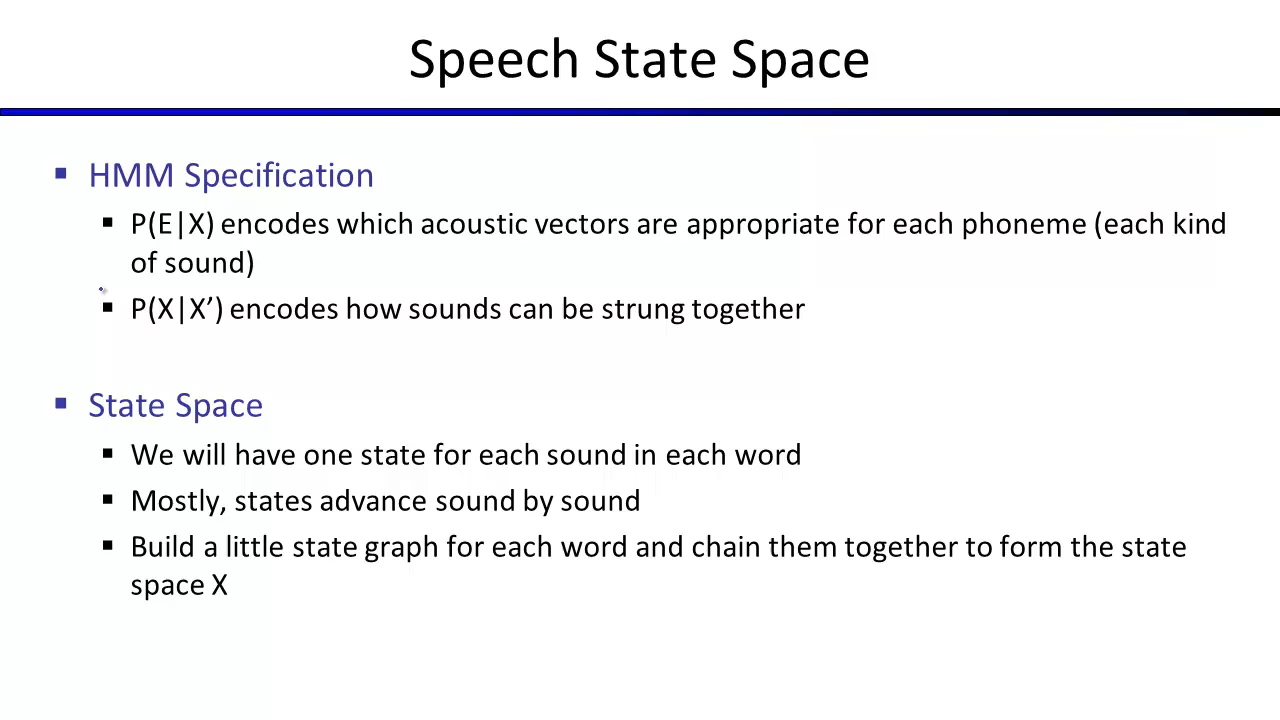 Speech State Space
▪ HMM Specification
▪ P(E|X) encodes which acoustic vectors are appropriate for each phoneme (each kind
of sound)
▪ P(X|X’) encodes how sounds can be strung together
▪ State Space
▪ We will have one state for each sound in each word
▪ Mostly, states advance sound by sound
▪ Build a little state graph for each word and chain them together to form the state
space X